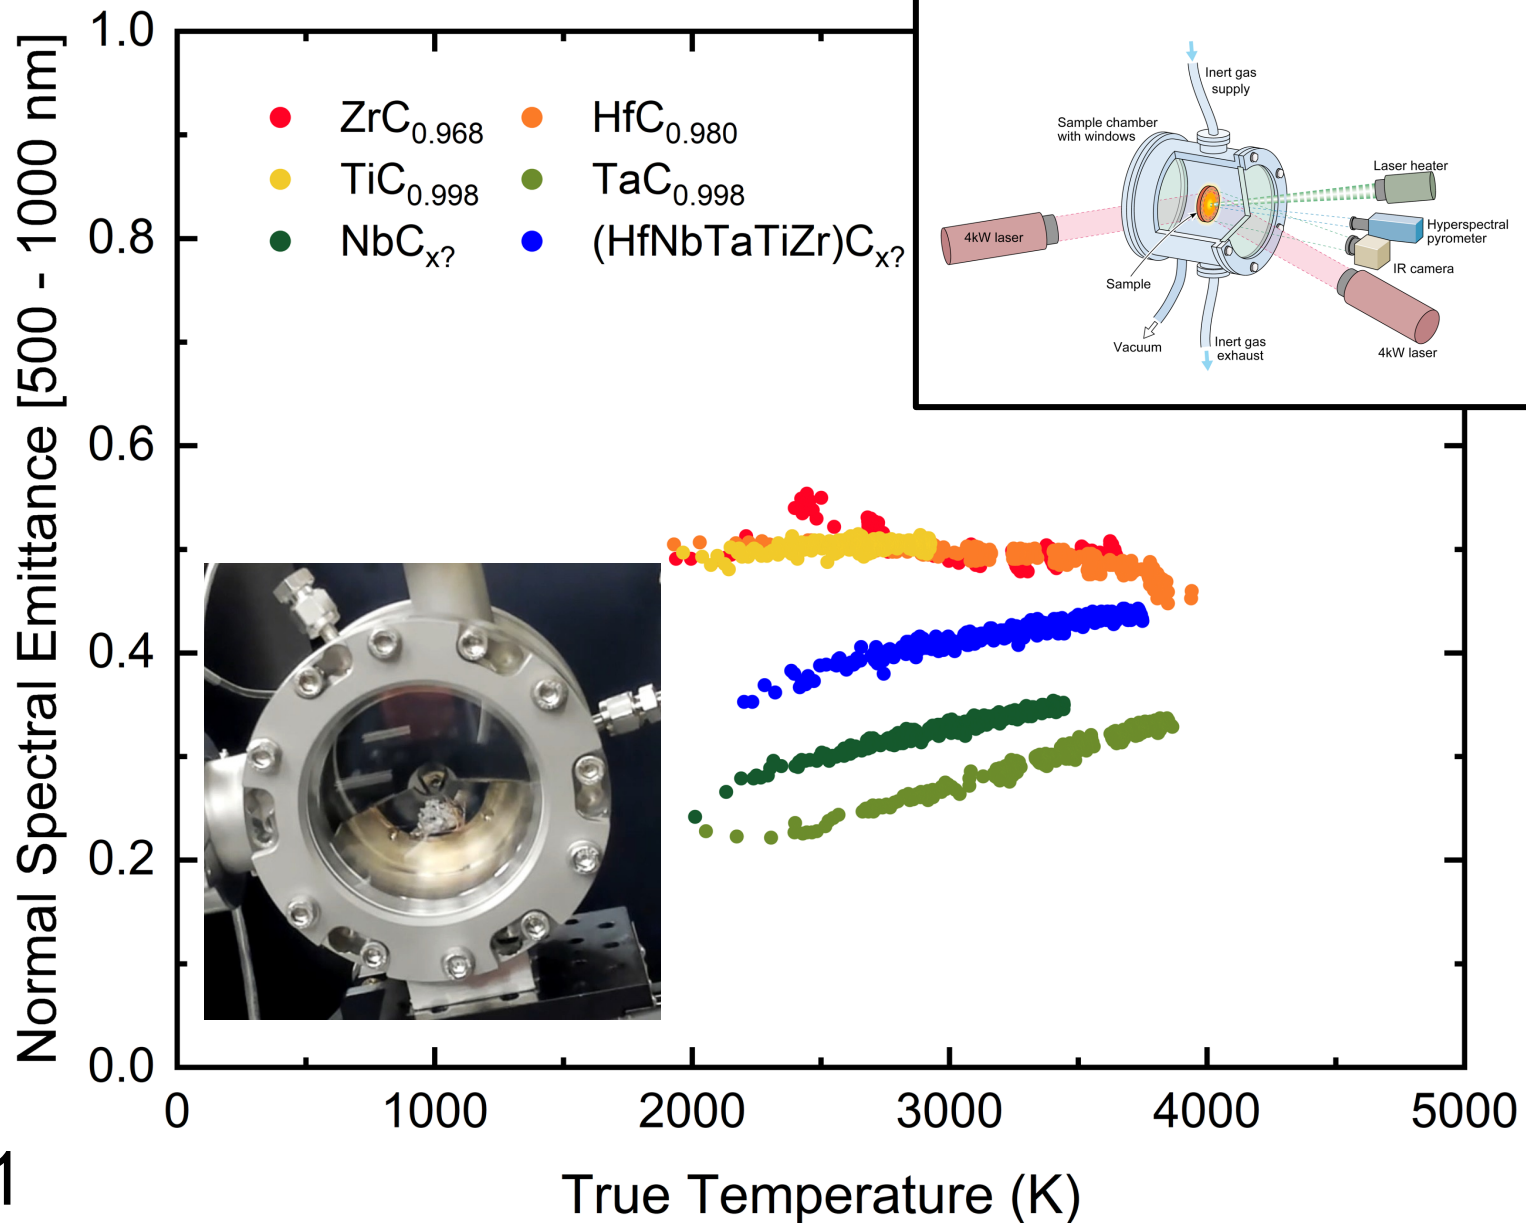 Normal Spectral Emittance [500 - 1000 nm]
1.0
0.8
0.6
0.4
0.2
0.0
ZrC0.968
HfC0.980
TiC0.998
TaC0.998
NbCx?
(HfNbTaTiZr)Cx?
Inert gas
supply
Sample chamber
with windows
Laser heater
4kW laser
Hyperspectral
pyrometer
IR camera
Sample
Vacuum
Inert gas
exhaust
4kW laser
0
1000
2000
3000
4000
5000
True Temperature (K)
1